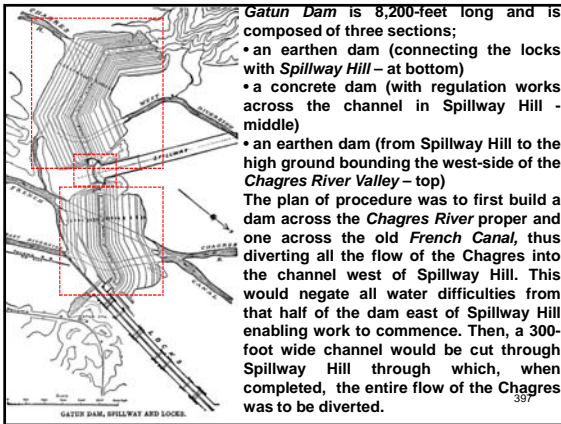 CHAGRES
R.
WEST
DIVERSION
SPILLWAY
FRENCH
EAST DIVERSION
CHAGRES
R.
CANAL
LOCKS
GATUN DAM, SPILLWAY AND LOCKS.
Gatun Dam is 8,200-feet long and is
composed of three sections;
• an earthen dam (connecting the locks
with Spillway Hill – at bottom)
• a concrete dam (with regulation works
across the channel in Spillway Hill -
middle)
• an earthen dam (from Spillway Hill to the
high ground bounding the west-side of the
Chagres River Valley – top)
The plan of procedure was to first build a
dam across the Chagres River proper and
one across the old French Canal, thus
diverting all the flow of the Chagres into
the channel west of Spillway Hill. This
would negate all water difficulties from
that half of the dam east of Spillway Hill
enabling work to commence. Then, a 300-
foot wide channel would be cut through
Spillway Hill through which, when
completed, the entire flow of the Chagres
was to be diverted.
397